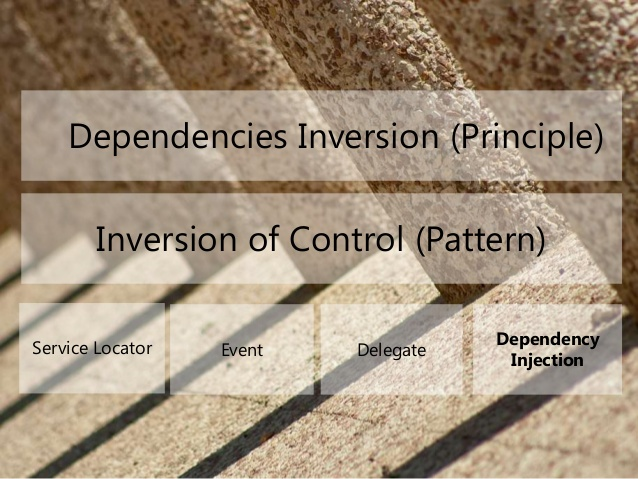 Dependencies Inversion (Principle)
Inversion of Control (Pattern)
Service Locator
Event
Delegate
Dependency
Injection